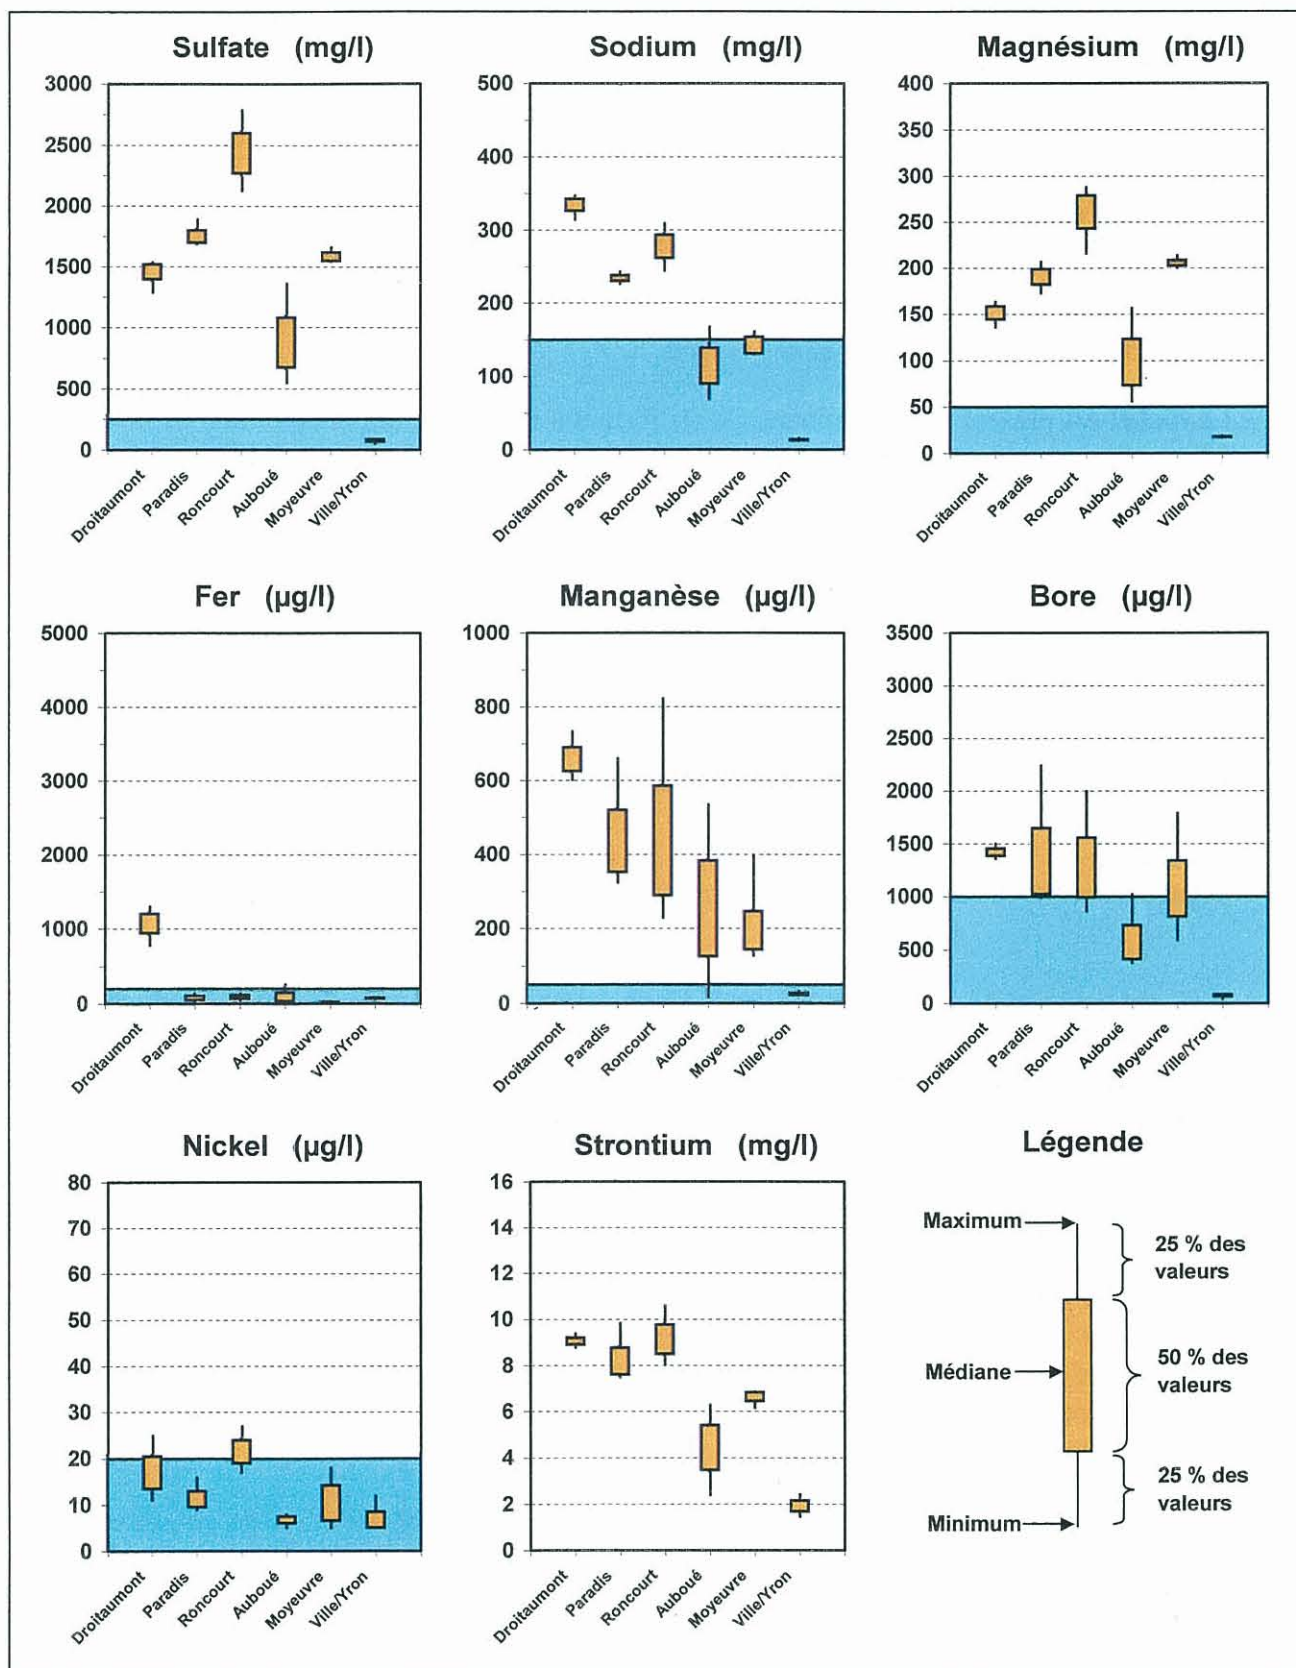 Sulfate (mg/l)
3000
2500
2000
1500
1000
500
0
Droitaumont
Paradis
Roncourt
Auboué
Moyeuvre
Ville/Yron
Sodium (mg/l)
500
400
300
200
100
0
Droitaumont
Paradis
Roncourt
Auboué
Moyeuvre
Ville/Yron
Magnésium (mg/l)
400
350
300
250
200
150
100
50
0
Droitaumont
Paradis
Roncourt
Auboué
Moyeuvre
Ville/Yron
Fer (µg/l)
5000
4000
3000
2000
1000
0
Droitaumont
Paradis
Roncourt
Auboué
Moyeuvre
Ville/Yron
Manganèse (µg/l)
1000
800
600
400
200
0
Droitaumont
Paradis
Roncourt
Auboué
Moyeuvre
Ville/Yron
Bore (µg/l)
3500
3000
2500
2000
1500
1000
500
0
Droitaumont
Paradis
Roncourt
Auboué
Moyeuvre
Ville/Yron
Nickel (µg/l)
80
70
60
50
40
30
20
10
0
Droitaumont
Paradis
Roncourt
Auboué
Moyeuvre
Ville/Yron
Strontium (mg/l)
16
14
12
10
8
6
4
2
0
Droitaumont
Paradis
Roncourt
Auboué
Moyeuvre
Ville/Yron
Légende
Maximum
25 % des
valeurs
Médiane
50 % des
valeurs
25 % des
valeurs
Minimum